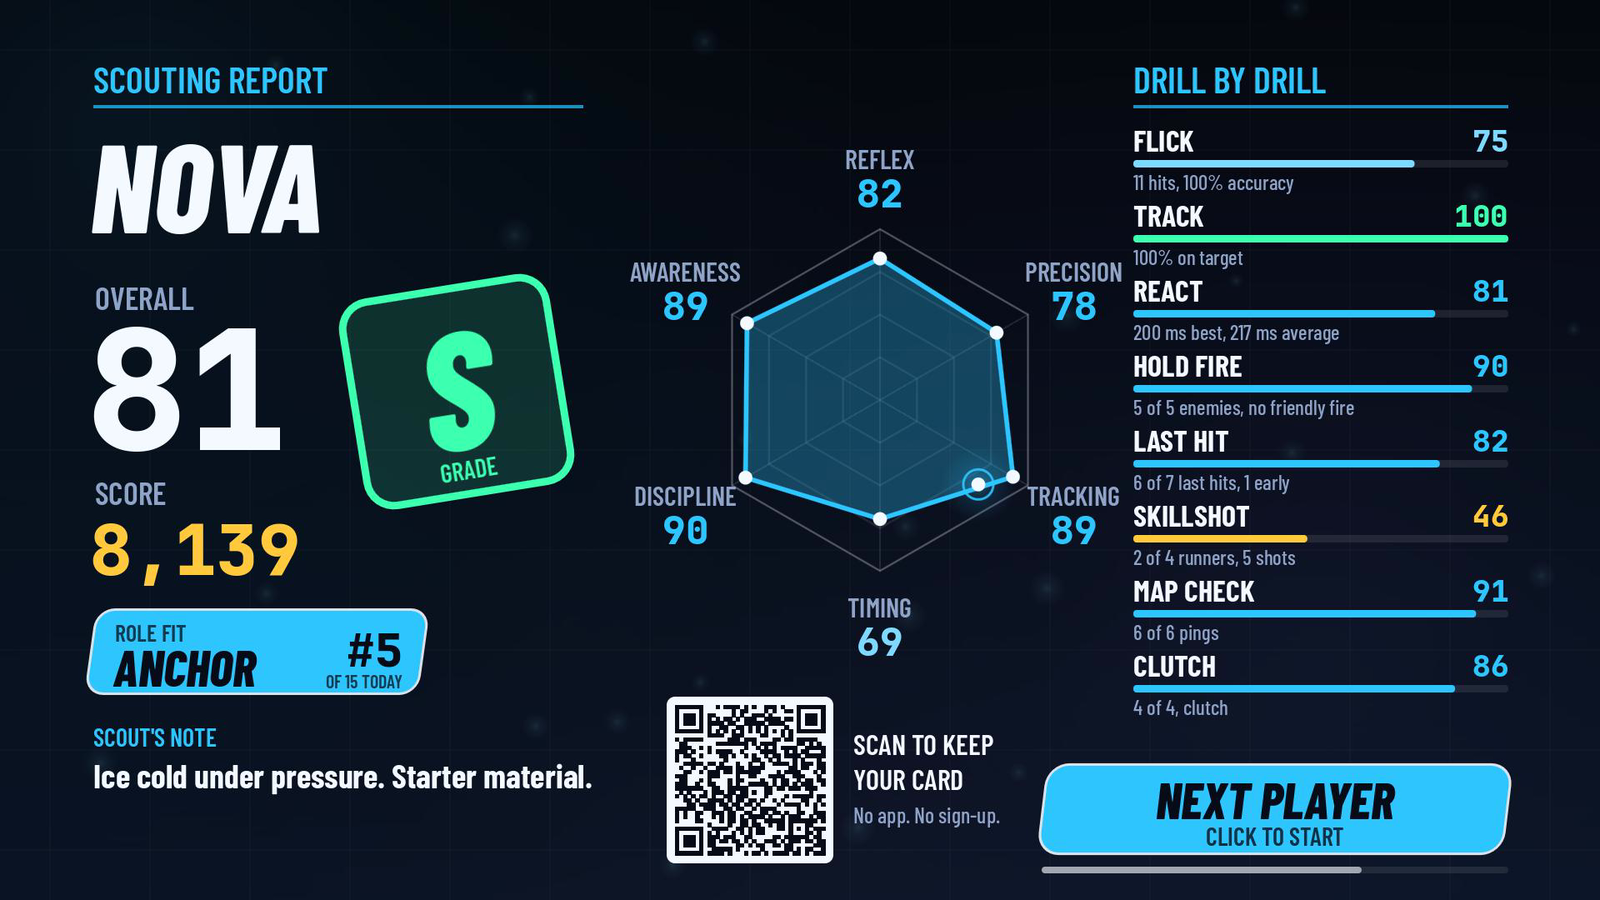 SCOUTING REPORT
NOVA
OVERALL
81
S
GRADE
SCORE
8,139
ROLE FIT
ANCHOR
#5
OF 15 TODAY
SCOUT'S NOTE
Ice cold under pressure. Starter material.
REFLEX
82
AWARENESS
89
PRECISION
78
DISCIPLINE
90
TRACKING
89
TIMING
69
SCAN TO KEEP
YOUR CARD
No app. No sign-up.
DRILL BY DRILL
FLICK 75
11 hits, 100% accuracy
TRACK 100
100% on target
REACT 81
200 ms best, 217 ms average
HOLD FIRE 90
5 of 5 enemies, no friendly fire
LAST HIT 82
6 of 7 last hits, 1 early
SKILLSHOT 46
2 of 4 runners, 5 shots
MAP CHECK 91
6 of 6 pings
CLUTCH 86
4 of 4, clutch
NEXT PLAYER
CLICK TO START